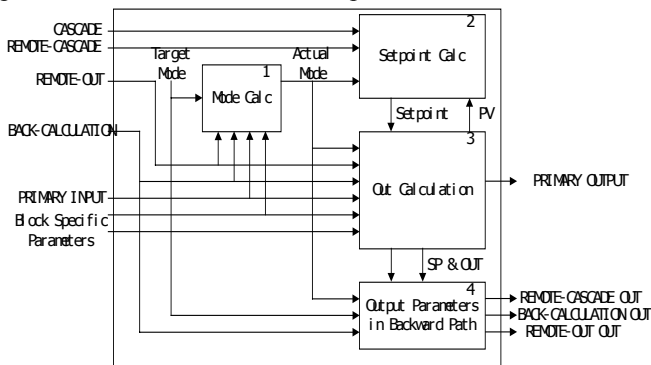 CASCADE
REMOTE-CASCADE
REMOTE-OUT
BACK-CALCULATION
PRIMARY INPUT
Block Specific
Parameters
Target
Mode
1
Mode Calc
Actual
Mode
2
Setpoint Calc
Setpoint
PV
3
Out Calculation
SP & OUT
4
Output Parameters
in Backward Path
PRIMARY OUTPUT
REMOTE-CASCADE OUT
BACK-CALCULATION OUT
REMOTE-OUT OUT